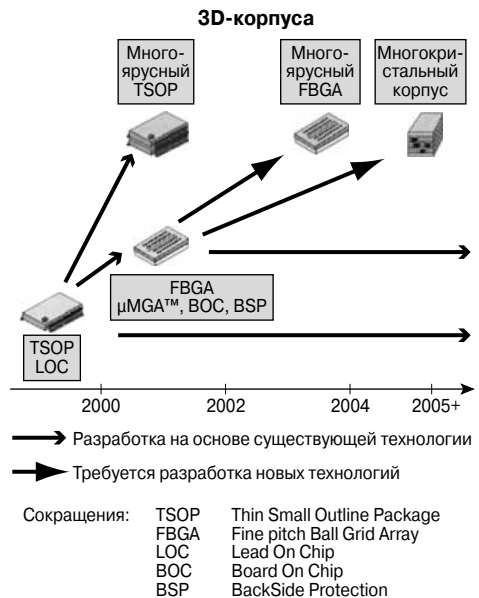 3D-корпуса
Много-
ярусный
TSOP
Много-
ярусный
FBGA
Многокри-
стальный
корпус
FBGA
μMGA™, BOC, BSP
TSOP
LOC
2000 2002 2004 2005+
Разработка на основе существующей технологии
Требуется разработка новых технологий
Сокращения: TSOP Thin Small Outline Package
FBGA Fine pitch Ball Grid Array
LOC Lead On Chip
BOC Board On Chip
BSP BackSide Protection